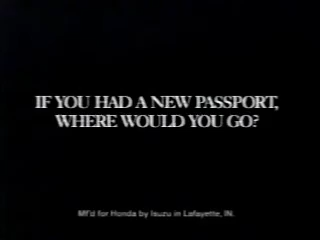 IF YOU HAD A NEW PASSPORT,
WHERE WOULD YOU GO?
Mf'd for Honda by Isuzu in Lafayette, IN.